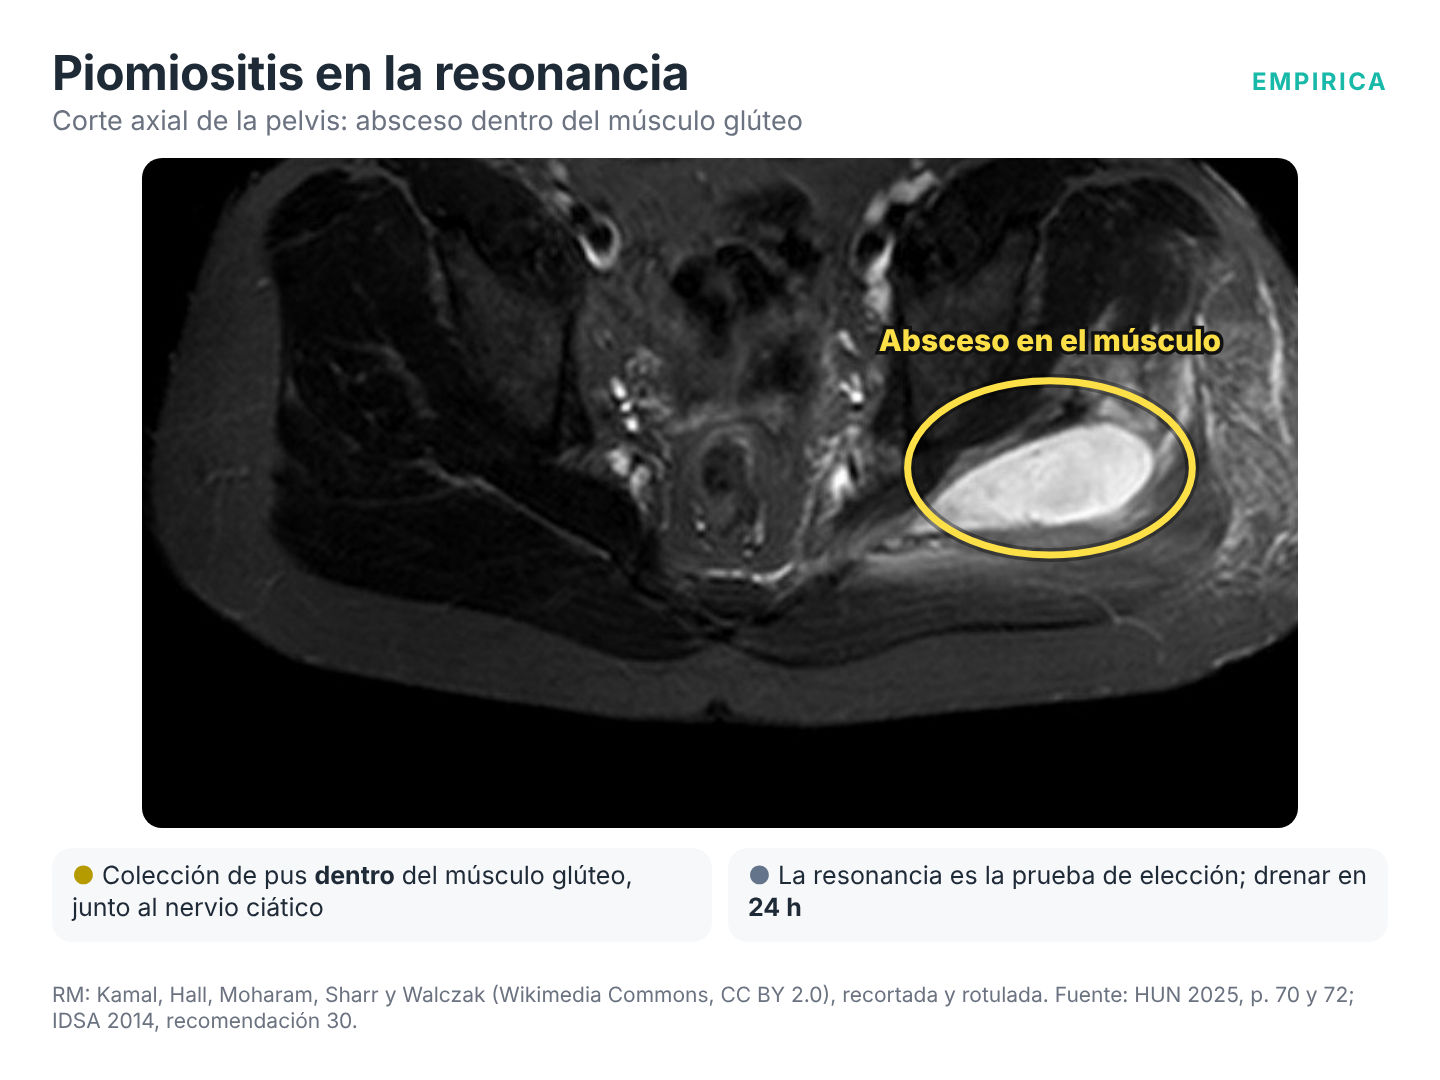 Piomiositis en la resonancia
EMPIRICA
Corte axial de la pelvis: absceso dentro del músculo glúteo
Absceso en el músculo
Colección de pus dentro del músculo glúteo,
junto al nervio ciático
La resonancia es la prueba de elección; drenar en
24 h
RM: Kamal, Hall, Moharam, Sharr y Walczak (Wikimedia Commons, CC BY 2.0), recortada y rotulada. Fuente: HUN 2025, p. 70 y 72;
IDSA 2014, recomendación 30.